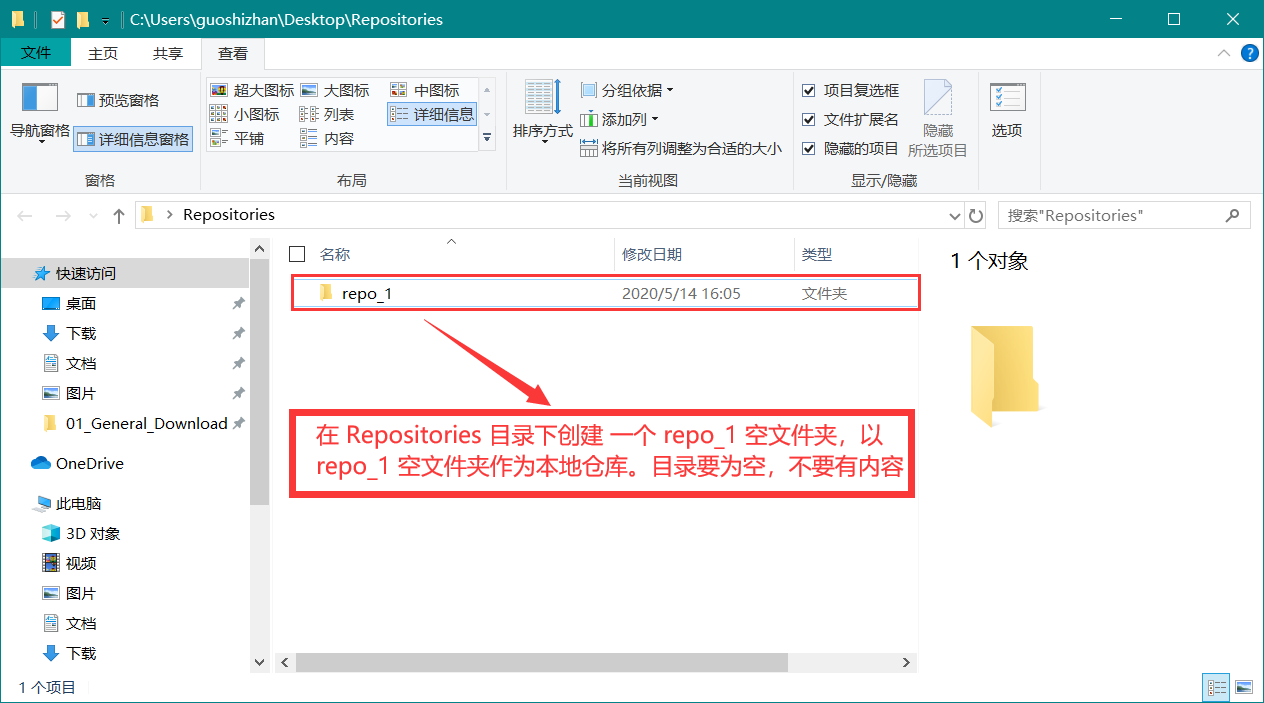 C:\Users\guoshizhan\Desktop\Repositories
文件 主页 共享 查看
导航窗格
预览窗格
详细信息窗格
窗格
超大图标 大图标 中图标
小图标 列表 详细信息
平铺 内容
布局
排序方式
分组依据
添加列
将所有列调整为合适的大小
当前视图
项目复选框
文件扩展名
隐藏的项目
隐藏
所选项目
显示/隐藏
选项
Repositories
搜索"Repositories"
快速访问
桌面
下载
文档
图片
01_General_Download
OneDrive
此电脑
3D 对象
视频
图片
文档
下载
名称 修改日期 类型
repo_1 2020/5/14 16:05 文件夹
在 Repositories 目录下创建 一个 repo_1 空文件夹，以
repo_1 空文件夹作为本地仓库。目录要为空，不要有内容
1 个对象
1 个项目